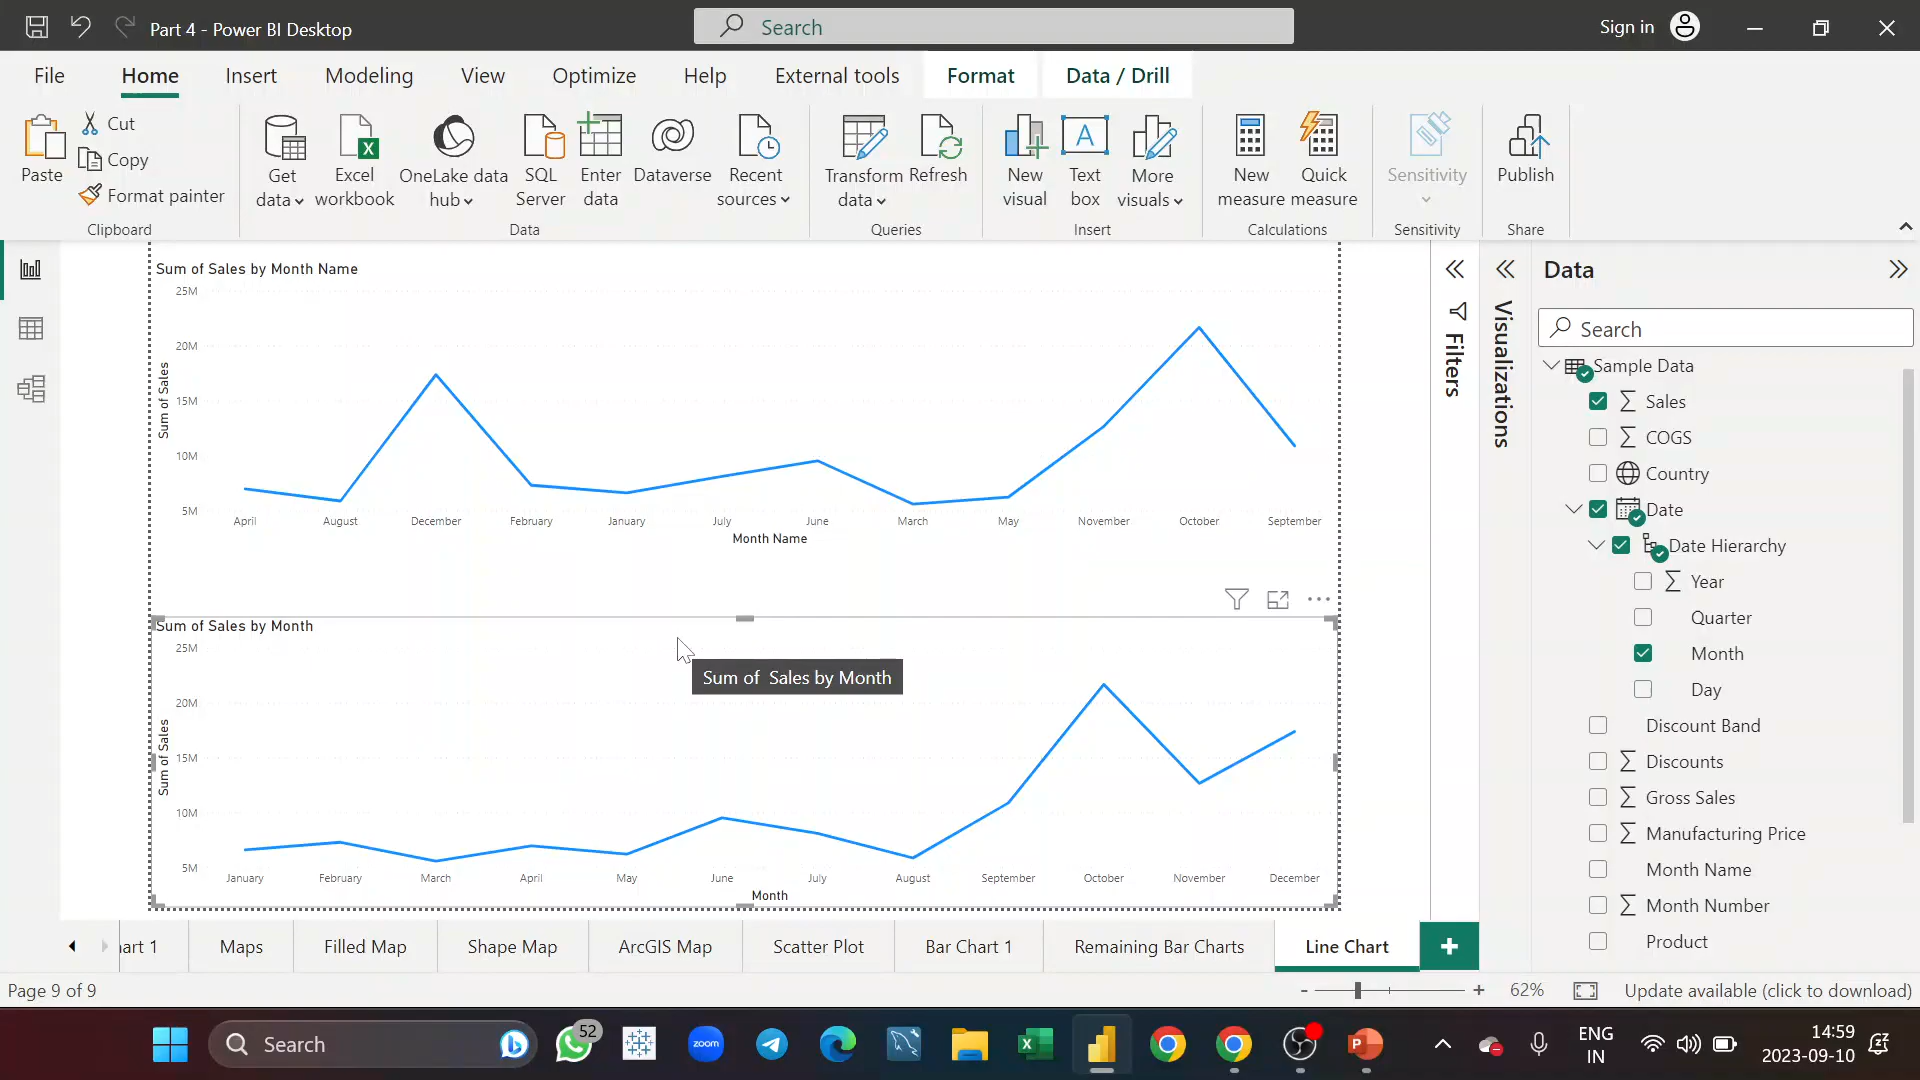 Part 4 - Power BI Desktop
Search
Sign in
File
Home
Insert
Modeling
View
Optimize
Help
External tools
Format
Data / Drill
Paste
Cut
Copy
Format painter
Get
data
Excel
workbook
OneLake data
hub
SQL
Server
Enter
data
Dataverse
Recent
sources
Transform
data
Refresh
New
visual
A
Text
box
More
visuals
New
measure
Quick
measure
Sensitivity
Publish
Clipboard
Data
Queries
Insert
Calculations
Sensitivity
Share
Sum of Sales by Month Name
25M
20M
15M
10M
5M
Sum of Sales
April
August
December
February
January
July
June
March
May
November
October
September
Month Name
Sum of Sales by Month
Sum of  Sales by Month
25M
20M
15M
10M
5M
Sum of Sales
January
February
March
April
May
June
July
August
September
October
November
December
Month
Filters
Visualizations
Data
Search
Sample Data
Sales
COGS
Country
Date
Date Hierarchy
Year
Quarter
Month
Day
Discount Band
Discounts
Gross Sales
Manufacturing Price
Month Name
Month Number
Product
art 1
Maps
Filled Map
Shape Map
ArcGIS Map
Scatter Plot
Bar Chart 1
Remaining Bar Charts
Line Chart
Page 9 of 9
62%
Update available (click to download)
Search
52
zoom
ENG
IN
14:59
2023-09-10